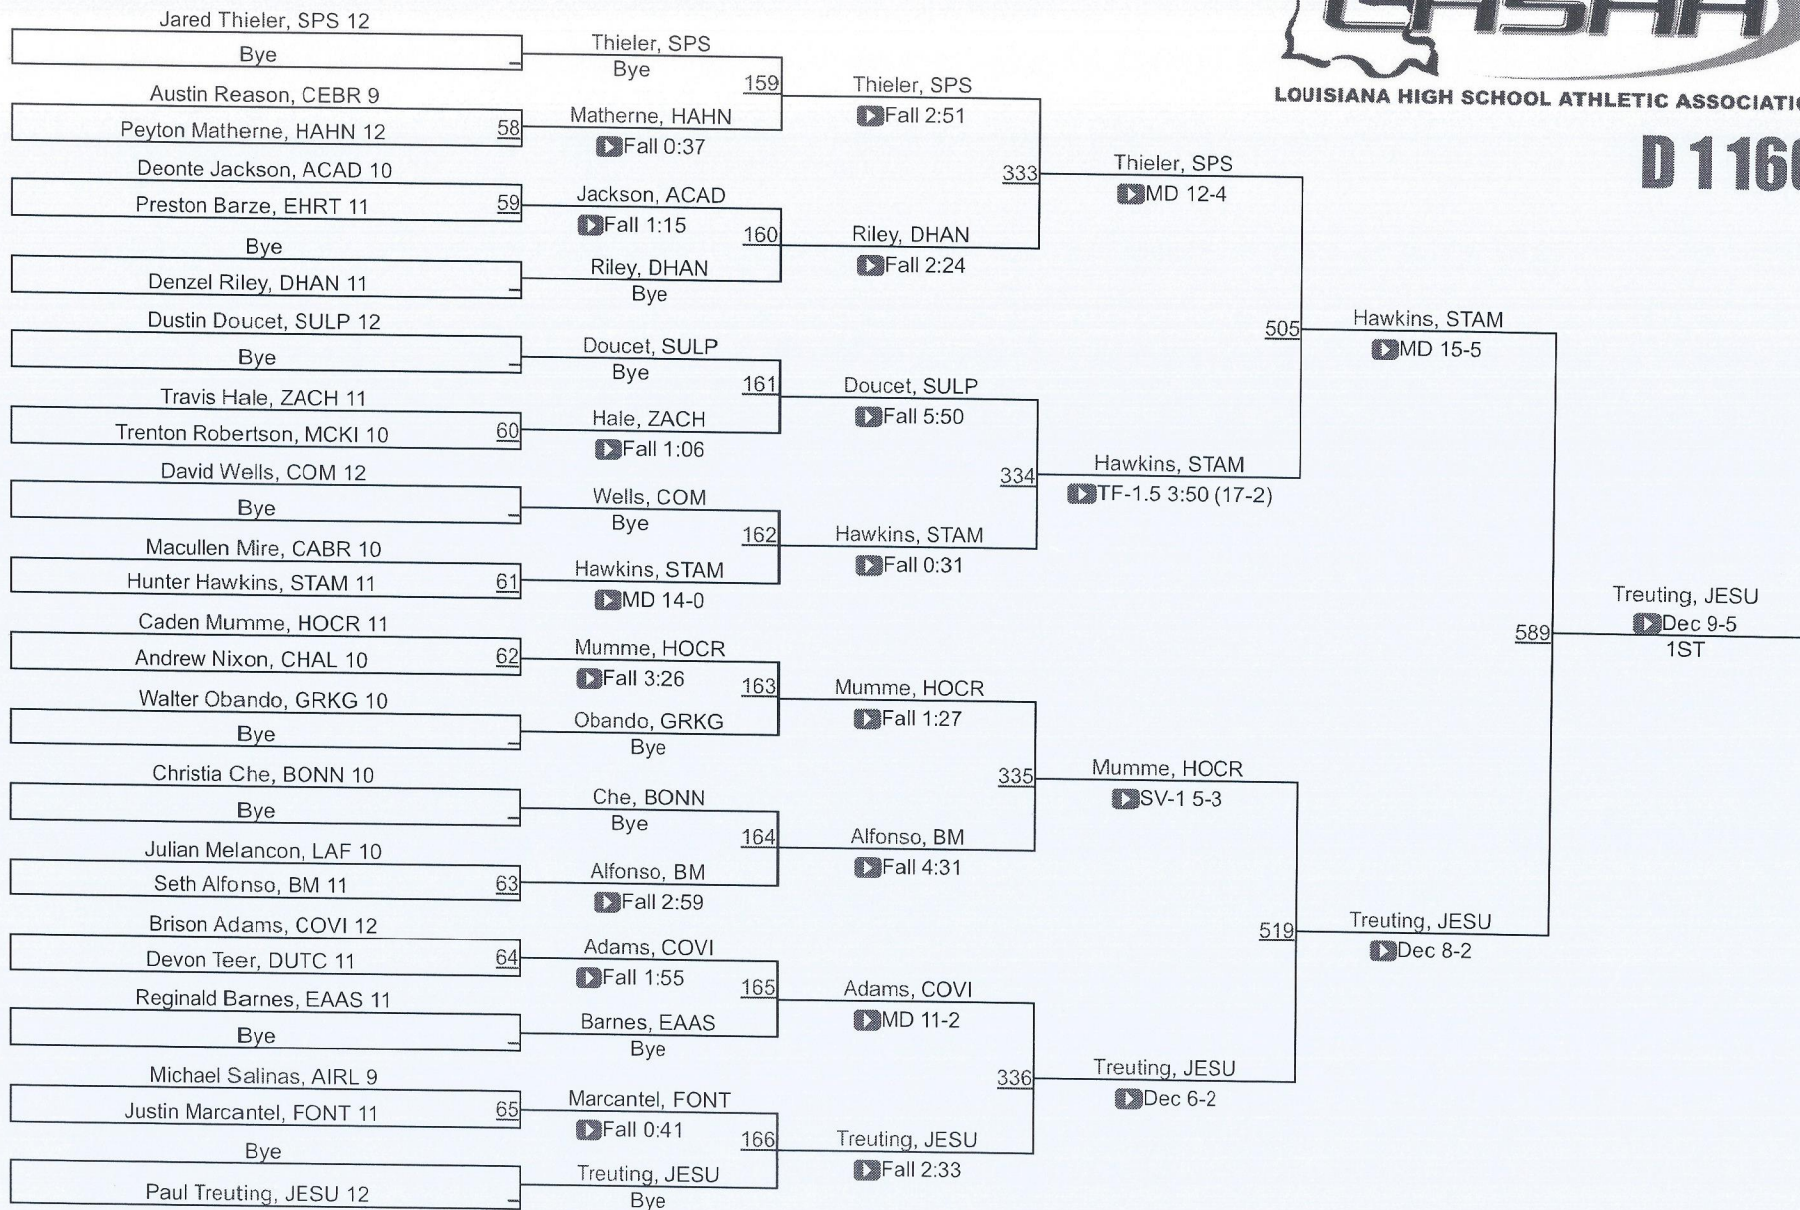 LHSAA
LOUISIANA HIGH SCHOOL ATHLETIC
D 1 16
Jared Thieler, SPS 12
Bye
Austin Reason, CEBR 9
Peyton Matherne, HAHN 12
58
Deonte Jackson, ACAD 10
Preston Barze, EHRT 11
59
Bye
Denzel Riley, DHAN 11
Dustin Doucet, SULP 12
Bye
Travis Hale, ZACH 11
Trenton Robertson, MCKI 10
60
David Wells, COM 12
Bye
Macullen Mire, CABR 10
Hunter Hawkins, STAM 11
61
Caden Mumme, HOCR 11
Andrew Nixon, CHAL 10
62
Walter Obando, GRKG 10
Bye
Christia Che, BONN 10
Bye
Julian Melancon, LAF 10
Seth Alfonso, BM 11
63
Brison Adams, COVI 12
Devon Teer, DUTC 11
64
Reginald Barnes, EAAS 11
Bye
Michael Salinas, AIRL 9
Justin Marcantel, FONT 11
65
Bye
Paul Treuting, JESU 12
Thieler, SPS
Bye
159
Matherne, HAHN
Fall 0:37
Jackson, ACAD
Fall 1:15
160
Riley, DHAN
Bye
Doucet, SULP
Bye
161
Hale, ZACH
Fall 1:06
Wells, COM
Bye
162
Hawkins, STAM
MD 14-0
Mumme, HOCR
Fall 3:26
163
Obando, GRKG
Bye
Che, BONN
Bye
164
Alfonso, BM
Fall 2:59
Adams, COVI
Fall 1:55
165
Barnes, EAAS
Bye
Marcantel, FONT
Fall 0:41
166
Treuting, JESU
Bye
Thieler, SPS
Fall 2:51
333
Riley, DHAN
Fall 2:24
Doucet, SULP
Fall 5:50
334
Hawkins, STAM
Fall 0:31
Mumme, HOCR
Fall 1:27
335
Alfonso, BM
Fall 4:31
Adams, COVI
MD 11-2
336
Treuting, JESU
Fall 2:33
Thieler, SPS
MD 12-4
505
Hawkins, STAM
TF-1.5 3:50 (17-2)
Mumme, HOCR
SV-1 5-3
519
Treuting, JESU
Dec 6-2
Hawkins, STAM
MD 15-5
589
Treuting, JESU
Dec 8-2
Treuting, JESU
Dec 9-5
1ST